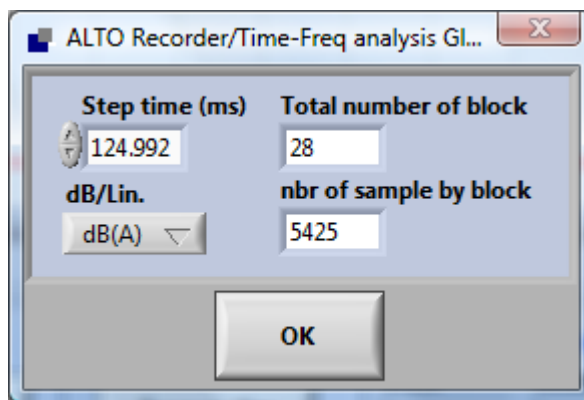 ALTO Recorder/Time-Freq analysis Gl...
Step time (ms)
Total number of block
124.992
28
dB/Lin.
nbr of sample by block
dB(A)
5425
OK